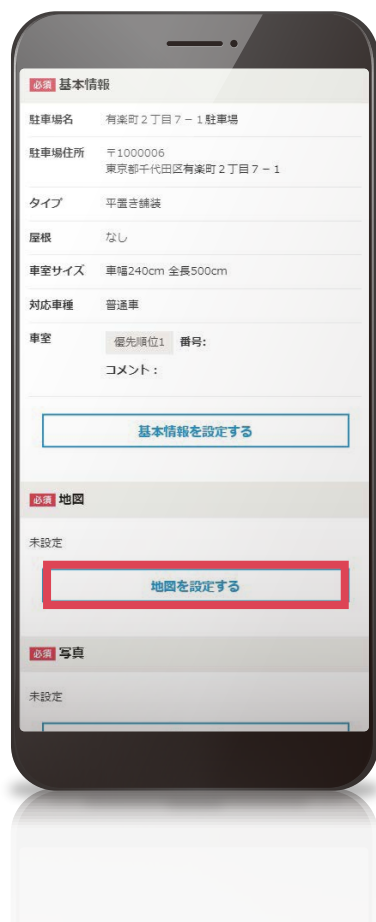 必須 基本情報
駐車場名 有楽町２丁目７－１駐車場
駐車場住所 〒1000006
東京都千代田区有楽町２丁目７－１
タイプ 平置き舗装
屋根 なし
車室サイズ 車幅240cm 全長500cm
対応車種 普通車
車室 優先順位1 番号:
コメント：
基本情報を設定する
必須 地図
未設定
地図を設定する
必須 写真
未設定